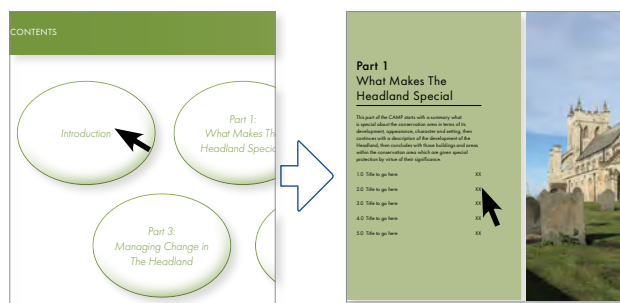 CONTENTS
Introduction
Part 1:
What Makes Th
Headland Specia
Part 3:
Managing Change in
The Headland
Part 1
What Makes The
Headland Special
This part of the CAMP starts with a summary what
is special about the conservation area in terms of its
development, appearance, character and setting, then
continues with a description of the development of the
Headland, then concludes with those buildings and areas
within the conservation area which are given special
protection by virtue of their significance.
1.0 Title to go here XX
2.0 Title to go here XX
3.0 Title to go here XX
4.0 Title to go here XX
5.0 Title to go here XX